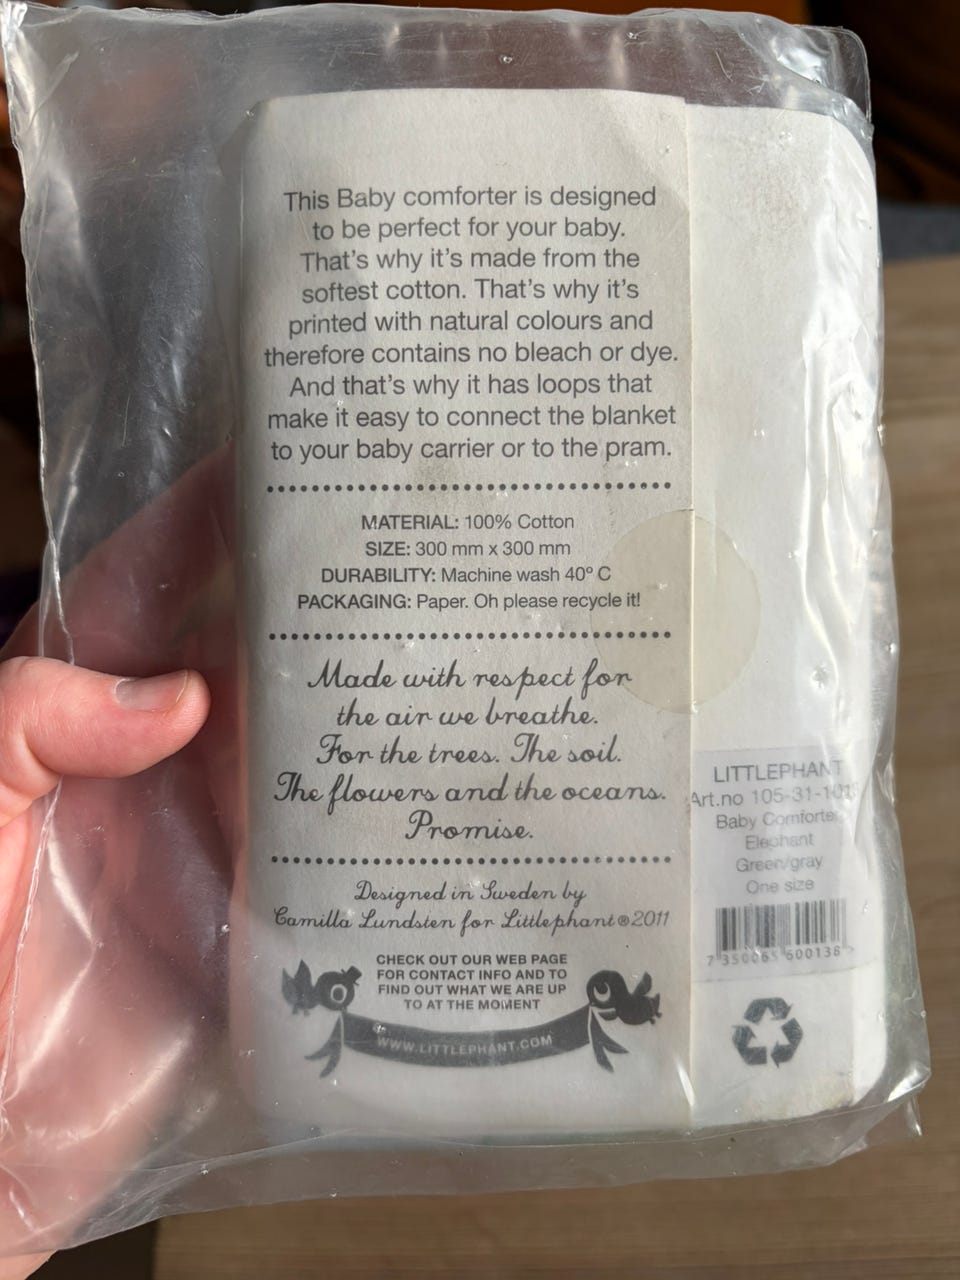 This Baby comforter is designed
to be perfect for your baby.
That's why it's made from the
softest cotton. That's why it's
printed with natural colours and
therefore contains no bleach or dye.
And that's why it has loops that
make it easy to connect the blanket
to your baby carrier or to the pram.
MATERIAL: 100% Cotton
SIZE: 300 mm x 300 mm
DURABILITY: Machine wash 40º C
PACKAGING: Paper. Oh please recycle it!
Made with respect for
the air we breathe.
For the trees. The soil.
The flowers and the oceans.
Promise.
Designed in Sweden by
Camilla Lundsten for Littlephant®2011
CHECK OUT OUR WEB PAGE
FOR CONTACT INFO AND TO
FIND OUT WHAT WE ARE UP
TO AT THE MOMENT
WWW.LITTLEPHANT.COM
LITTLEPHANT
Art.no
Baby Comforter
Elephant
Green/gray
One size
7 350065 600138 >